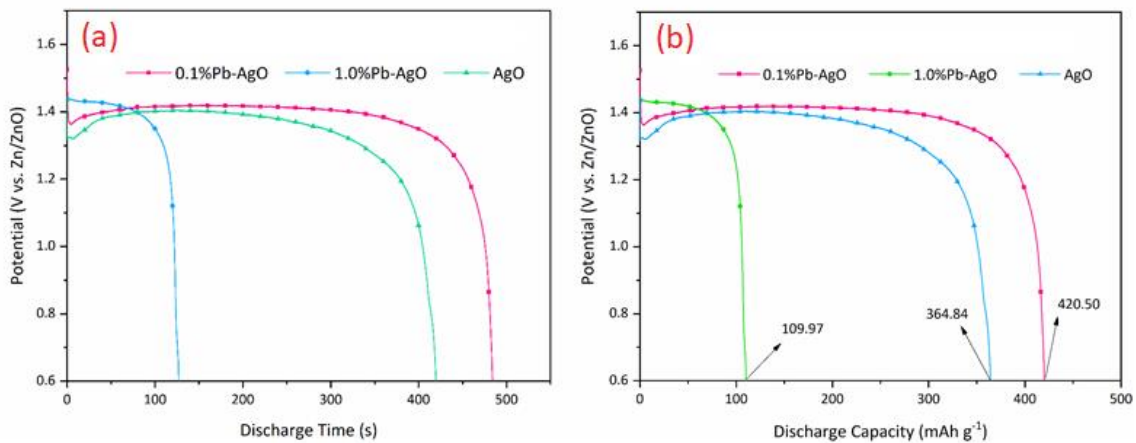 (a)
0.1%Pb-AgO 1.0%Pb-AgO AgO
Potential (V vs. Zn/ZnO)
1.6
1.4
1.2
1.0
0.8
0.6
0 100 200 300 400 500
Discharge Time (s)
(b)
0.1%Pb-AgO 1.0%Pb-AgO AgO
Potential (V vs. Zn/ZnO)
1.6
1.4
1.2
1.0
0.8
0.6
109.97
364.84
420.50
0 100 200 300 400 500
Discharge Capacity (mAh g⁻¹)